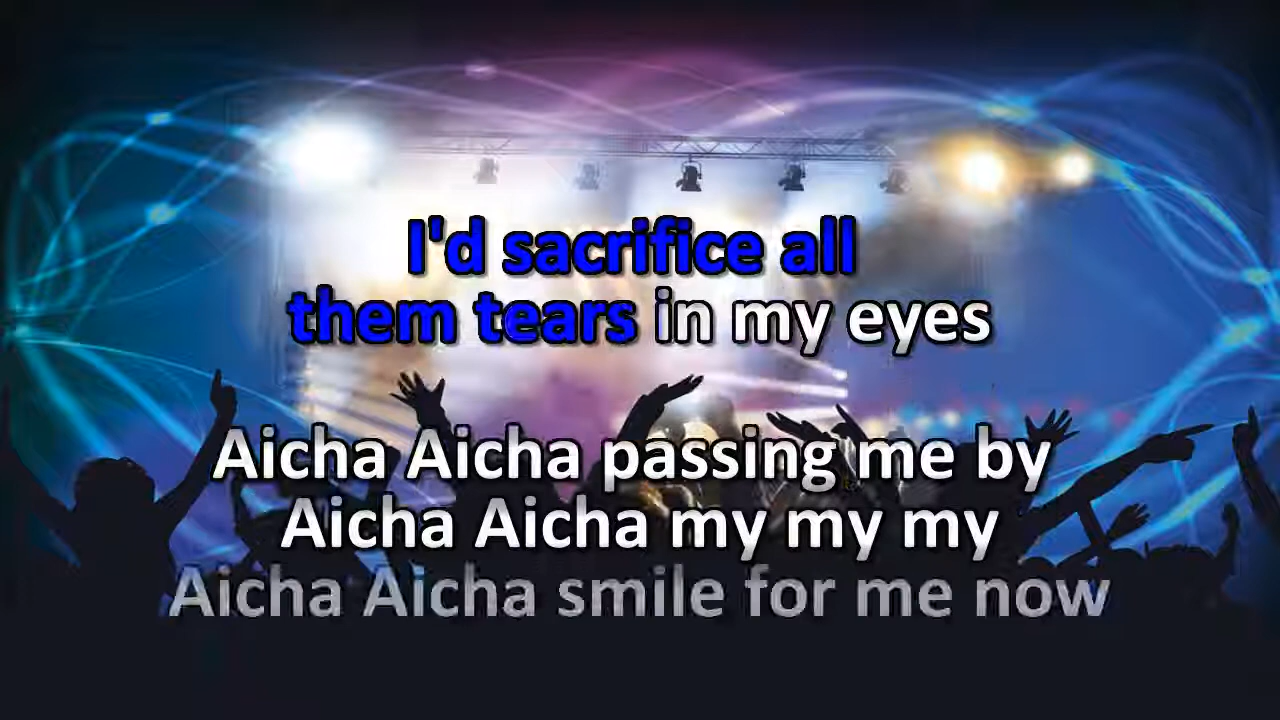 I'd sacrifice all
them tears in my eyes
Aicha Aicha passing me by
Aicha Aicha my my my
Aicha Aicha smile for me now